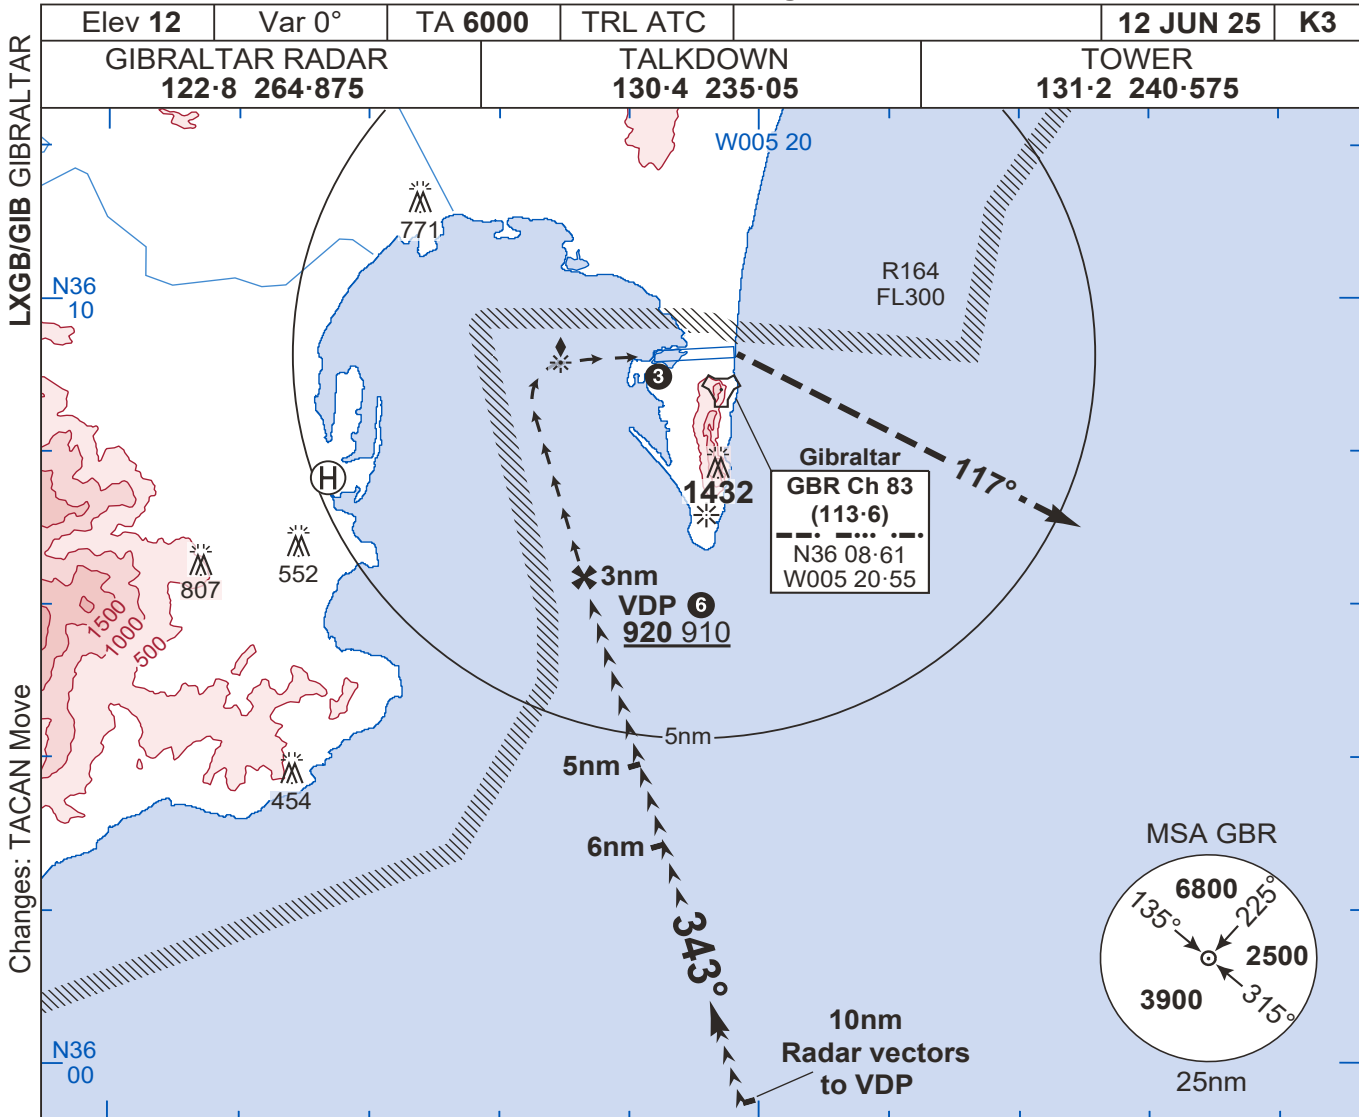 Elev 12
Var 0°
TA 6000
TRL ATC
12 JUN 25
K3
GIBRALTAR RADAR
122·8 264·875
TALKDOWN
130·4 235·05
TOWER
131·2 240·575
LXGB/GIB GIBRALTAR
Changes: TACAN Move
W005 20
771
N36
10
R164
FL300
3
H
Gibraltar
GBR Ch 83
(113·6)
N36 08·61
W005 20·55
117°
1432
552
807
3nm
VDP 6
920 910
1500
1000
500
5nm
5nm
454
6nm
343°
10nm
Radar vectors
to VDP
N36
00
MSA GBR
6800
135°
225°
2500
3900
315°
25nm